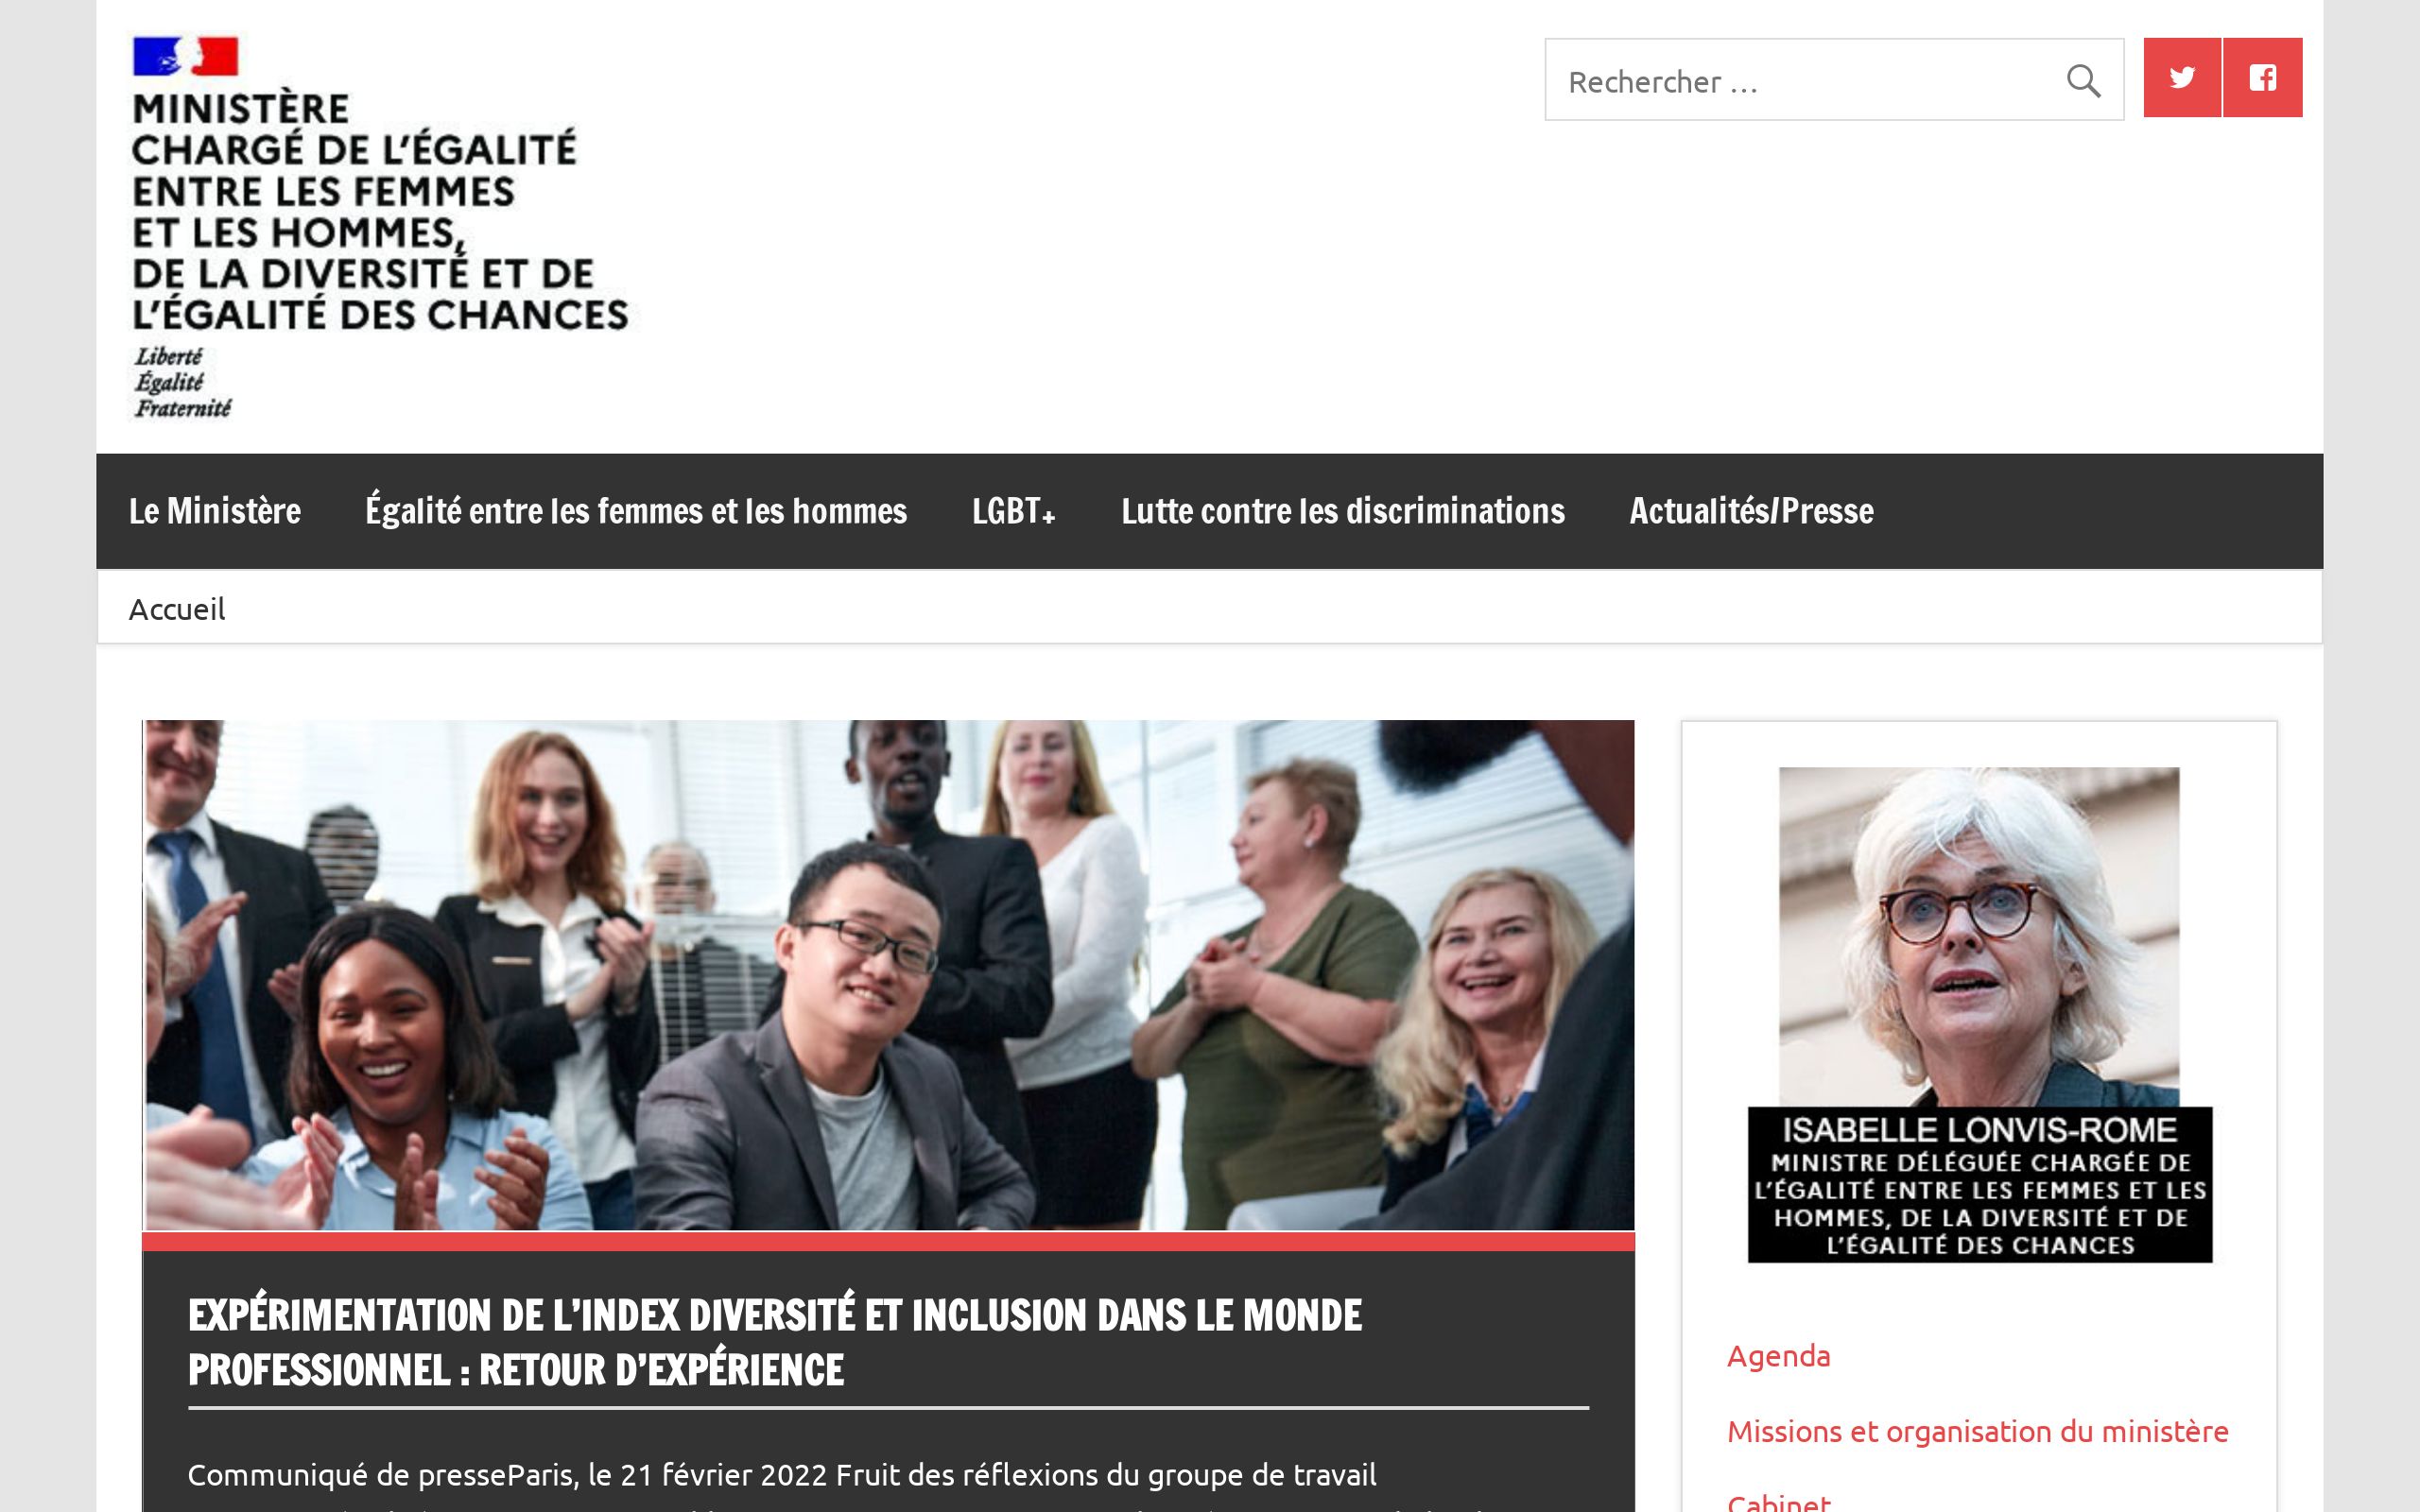 MINISTÈRE
CHARGÉ DE L'ÉGALITÉ
ENTRE LES FEMMES
ET LES HOMMES,
DE LA DIVERSITÉ ET DE
L'ÉGALITÉ DES CHANCES
Liberté
Égalité
Fraternité
Rechercher …
Le Ministère Égalité entre les femmes et les hommes LGBT+ Lutte contre les discriminations Actualités/Presse
Accueil
EXPÉRIMENTATION DE L'INDEX DIVERSITÉ ET INCLUSION DANS LE MONDE
PROFESSIONNEL : RETOUR D'EXPÉRIENCE
Communiqué de presseParis, le 21 février 2022 Fruit des réflexions du groupe de travail
ISABELLE LONVIS-ROME
MINISTRE DÉLÉGUÉE CHARGÉE DE
L'ÉGALITÉ ENTRE LES FEMMES ET LES
HOMMES, DE LA DIVERSITÉ ET DE
L'ÉGALITÉ DES CHANCES
Agenda
Missions et organisation du ministère
Cabinet